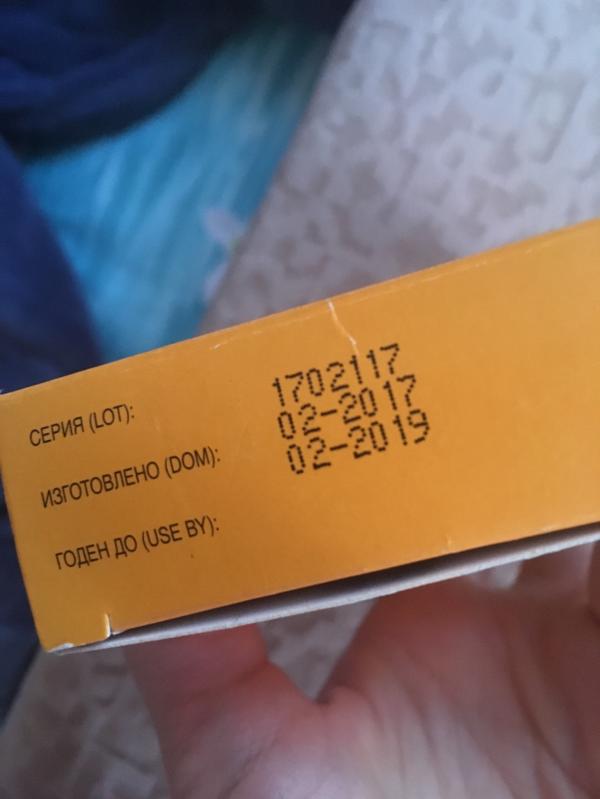 СЕРИЯ (LOT): 1702117
ИЗГОТОВЛЕНО (DOM): 02-2017
ГОДЕН ДО (USE BY): 02-2019